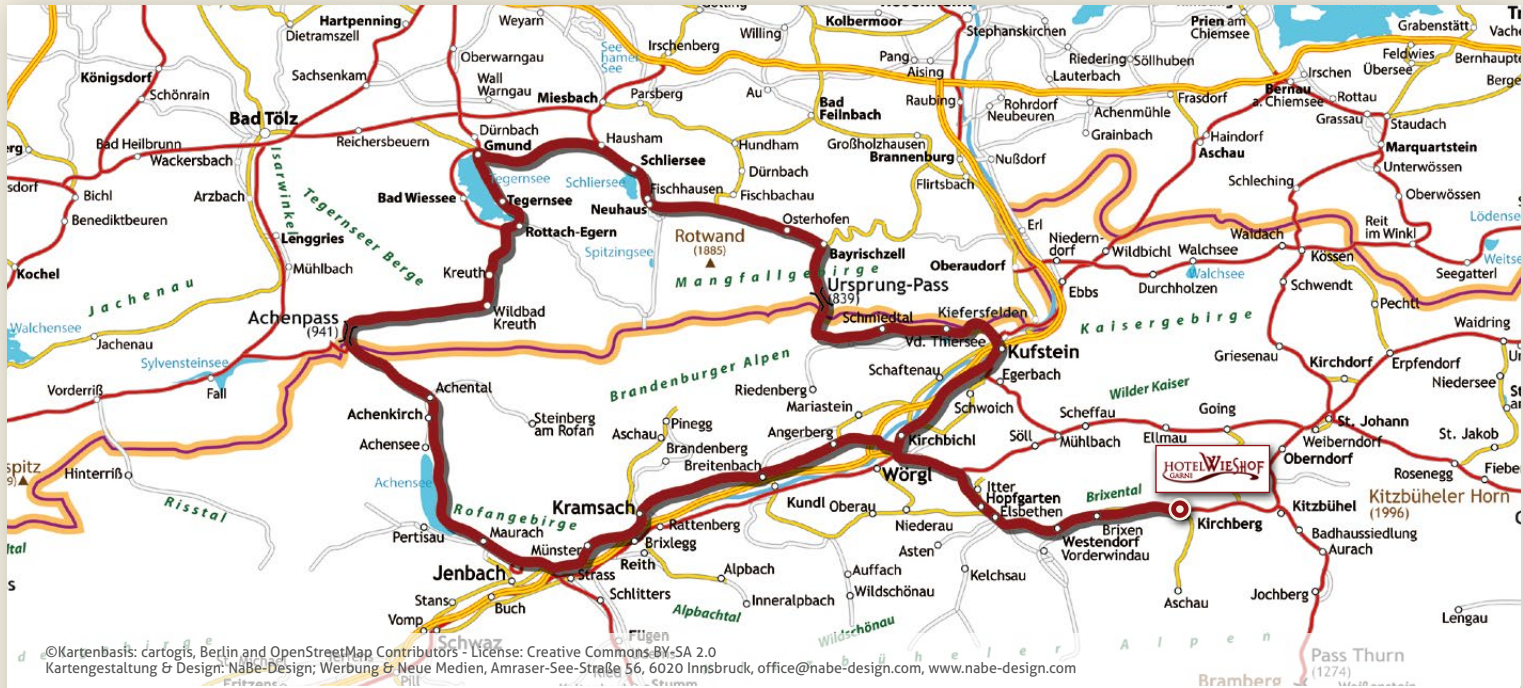 Hartpenning
Dietramszell
Weyarn
Willing
Kolbermoor
Stephanskirchen
Prien am
Chiemsee
Grabenstätt
Oberwarngau
See
hamer
See
Irschenberg
Pang
Aising
Riedering
Söllhuben
Feldwies
Übersee
Bernhaupte
Königsdorf
Sachsenkam
Wall
Warngau
Lauterbach
Irschen
Bernau
a. Chiemsee
Schönrain
Miesbach
Parsberg
Au
Bad
Feilnbach
Raubing
Rohrdorf
Neubeuren
Achenmühle
Frasdorf
Rottau
Grassau
Staudach
Bad Tölz
Dürnbach
Gmund
Hausham
Hundham
Großholzhausen
Brannenburg
Grainbach
Haindorf
Aschau
Marquartstein
Bad Heilbrunn
Wackersbach
Reichersbeuern
Schliersee
Dürnbach
Nußdorf
Unterwössen
Bichl
Arzbach
Isarwinkel
Tegernseer Berge
Bad Wiessee
Tegernsee
Tegernsee
Schliersee
Fischhausen
Fischbachau
Flirtsbach
Schleching
Oberwössen
Benediktbeuren
Neuhaus
Osterhofen
Erl
Reit
im Winkl
Lenggries
Rottach-Egern
Rotwand
(1885)
Spitzingsee
Bayrischzell
Niedern-
dorf
Wildbichl
Walchsee
Waidach
Kössen
Kochel
Mühlbach
Kreuth
Mangfallgebirge
Oberaudorf
Walchsee
Durchholzen
Seegatterl
Jachenau
Ursprung-Pass
(839)
Ebbs
Schwendt
Pechtl
Achenpass
(941)
Wildbad
Kreuth
Schmiedtal
Kiefersfelden
Kaisergebirge
Waidring
Walchensee
Jachenau
Vd. Thiersee
Kufstein
Griesenau
Kirchdorf
Erpfendorf
Sylvensteinsee
Fall
Vorderriß
Brandenburger Alpen
Schaftenau
Egerbach
Niedersee
Achental
Riedenberg
Mariastein
Schwoich
Wilder Kaiser
Achenkirch
Steinberg
am Rofan
Pinegg
Aschau
Angerberg
Kirchbichl
Scheffau
Going
St. Johann
Achensee
Brandenberg
Söll
Mühlbach
Ellmau
Weiberndorf
St. Jakob
Hinterriß
Achensee
Breitenbach
Wörgl
HOTEL WIESHOF
GARNI
Oberndorf
Rosenegg
Risstal
Rofangebirge
Kramsach
Kundl
Oberau
Itter
Hopfgarten
Elsbethen
Brixental
Kitzbühel
Kitzbüheler Horn
(1996)
Pertisau
Maurach
Rattenberg
Niederau
Brixen
Kirchberg
Badhaussiedlung
Aurach
Münster
Brixlegg
Asten
Westendorf
Vorderwindau
Jenbach
Strass
Reith
Alpbach
Auffach
Kelchsau
Stans
Buch
Schlitters
Inneralpbach
Wildschönau
Aschau
Jochberg
Vomp
Alpbachtal
Wildschönau
Lengau
Schwaz
Fügen
Pass Thurn
(1274)
©Kartenbasis: cartogis, Berlin and OpenStreetMap Contributors - License: Creative Commons BY-SA 2.0
Kartengestaltung & Design: NaBe-Design; Werbung & Neue Medien, Amraser-See-Straße 56, 6020 Innsbruck, office@nabe-design.com, www.nabe-design.com
Pill
Bramberg